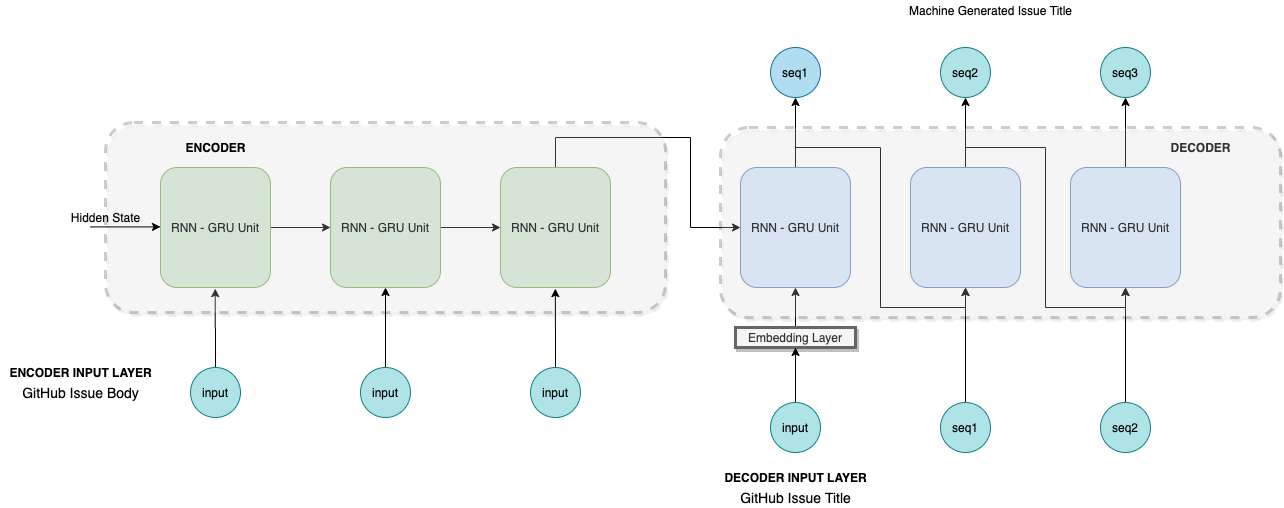 Machine Generated Issue Title
seq1
seq2
seq3
ENCODER
DECODER
Hidden State
RNN - GRU Unit
RNN - GRU Unit
RNN - GRU Unit
RNN - GRU Unit
RNN - GRU Unit
RNN - GRU Unit
Embedding Layer
ENCODER INPUT LAYER
GitHub Issue Body
input
input
input
input
seq1
seq2
DECODER INPUT LAYER
GitHub Issue Title